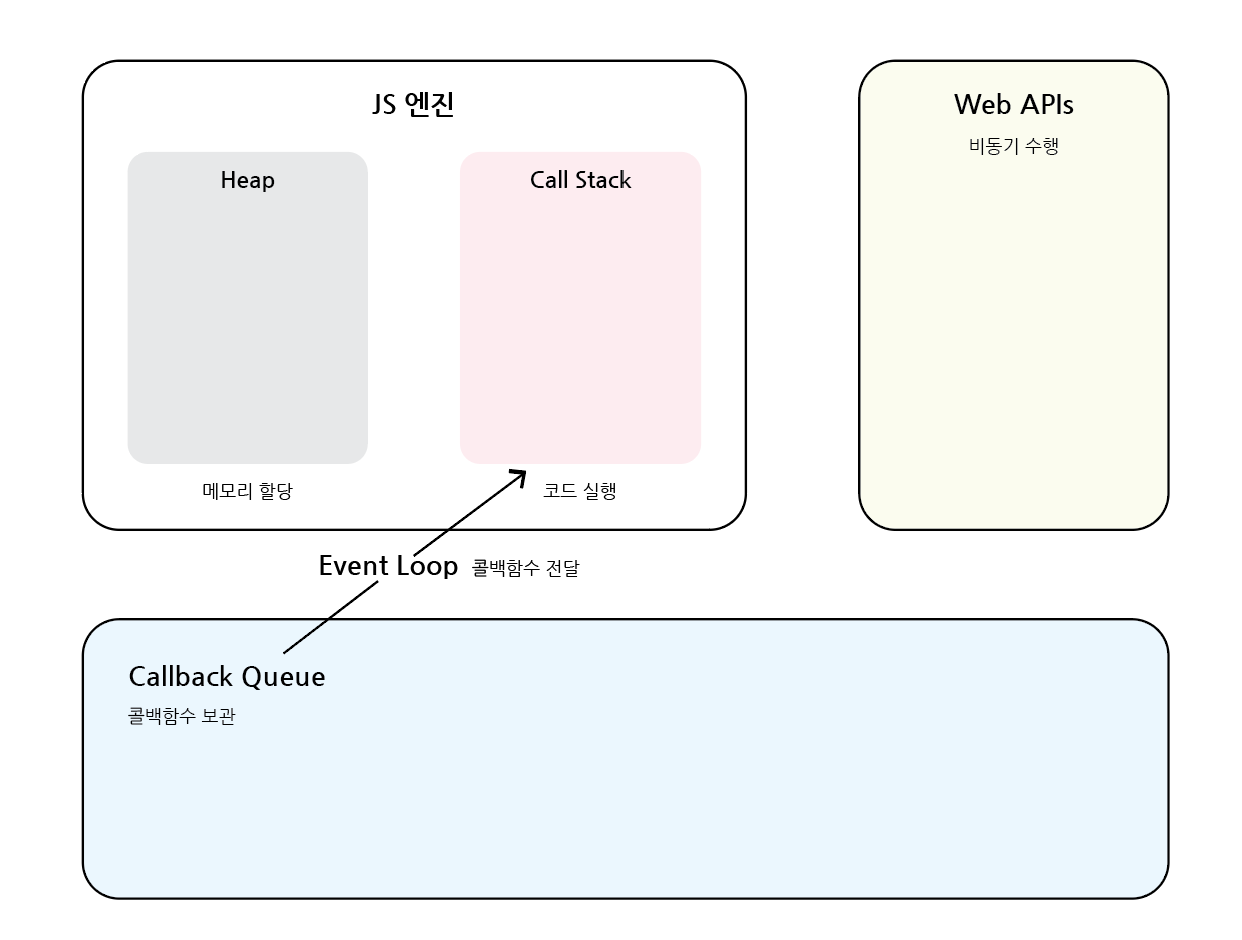 JS 엔진
Heap
메모리 할당
Call Stack
코드 실행
Web APIs
비동기 수행
Event Loop 콜백함수 전달
Callback Queue
콜백함수 보관